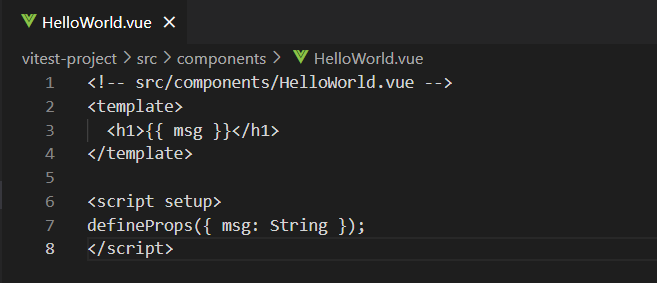 HelloWorld.vue ×
vitest-project > src > components > HelloWorld.vue
1 <!-- src/components/HelloWorld.vue -->
2 <template>
3   <h1>{{ msg }}</h1>
4 </template>
5
6 <script setup>
7 defineProps({ msg: String });
8 </script>